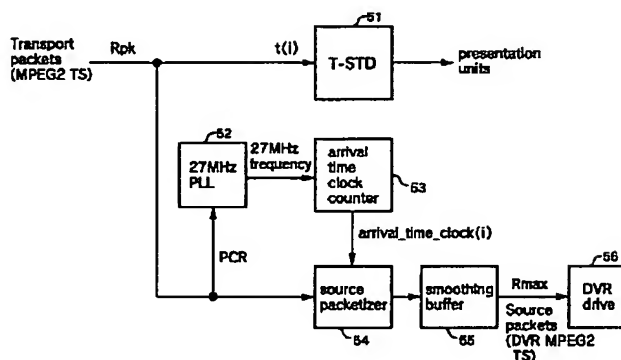 51
Transport
packets
(MPEG2 TS)
Rpk
t(i)
T-STD
presentation
units
52
27MHz
PLL
27MHz
frequency
arrival
time
clock
counter
53
arrival_time_clock(i)
PCR
source
packetizer
54
smoothing
buffer
55
Rmax
Source
packets
(DVR MPEG2
TS)
56
DVR
drive